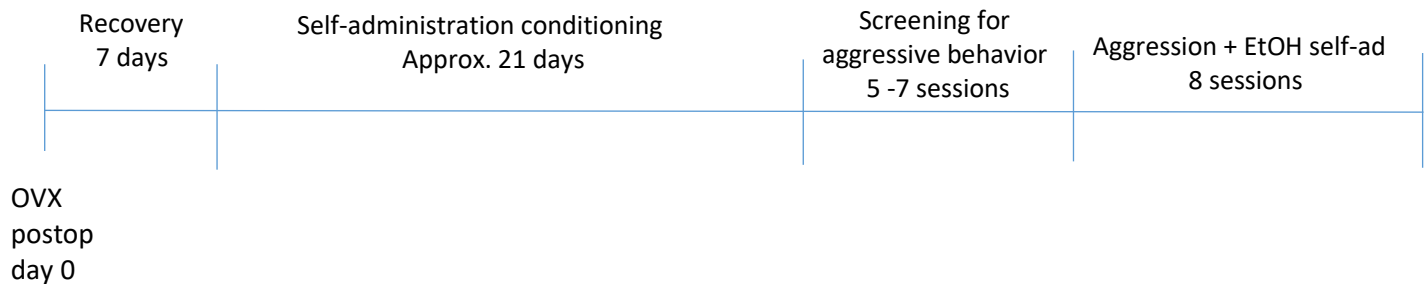 Recovery
7 days
Self-administration conditioning
Approx. 21 days
Screening for
aggressive behavior
5 -7 sessions
Aggression + EtOH self-ad
8 sessions
OVX
postop
day 0